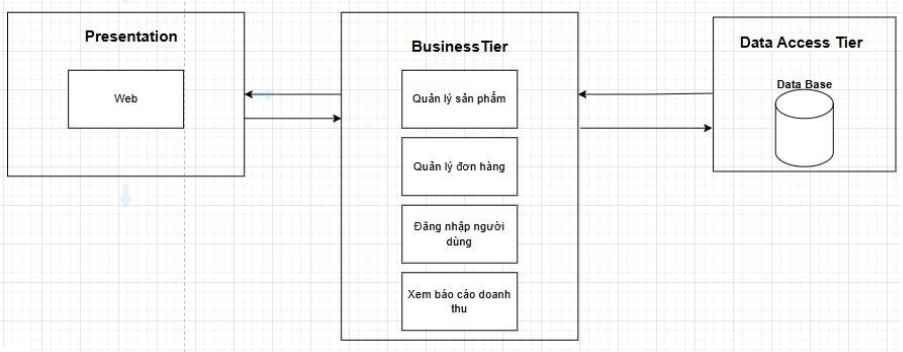 Presentation
Web
BusinessTier
Quản lý sản phẩm
Quản lý đơn hàng
Đăng nhập người
dùng
Xem báo cáo doanh
thu
Data Access Tier
Data Base